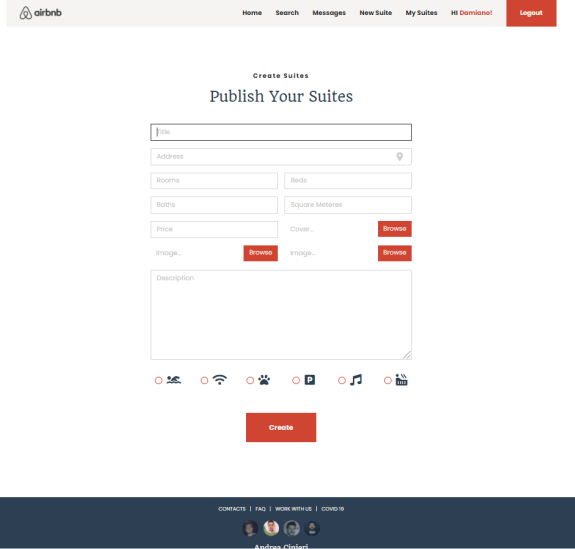 airbnb Home Search Messages New Suite My Suites HI Damiano! Logout
Create Suites
Publish Your Suites
Title
Address
Rooms Beds
Baths Square Meteres
Price Cover... Browse
Image... Browse Image... Browse
Description
P
Create
CONTACTS | FAQ | WORK WITH US | COVID 19
Andrea Cinieri